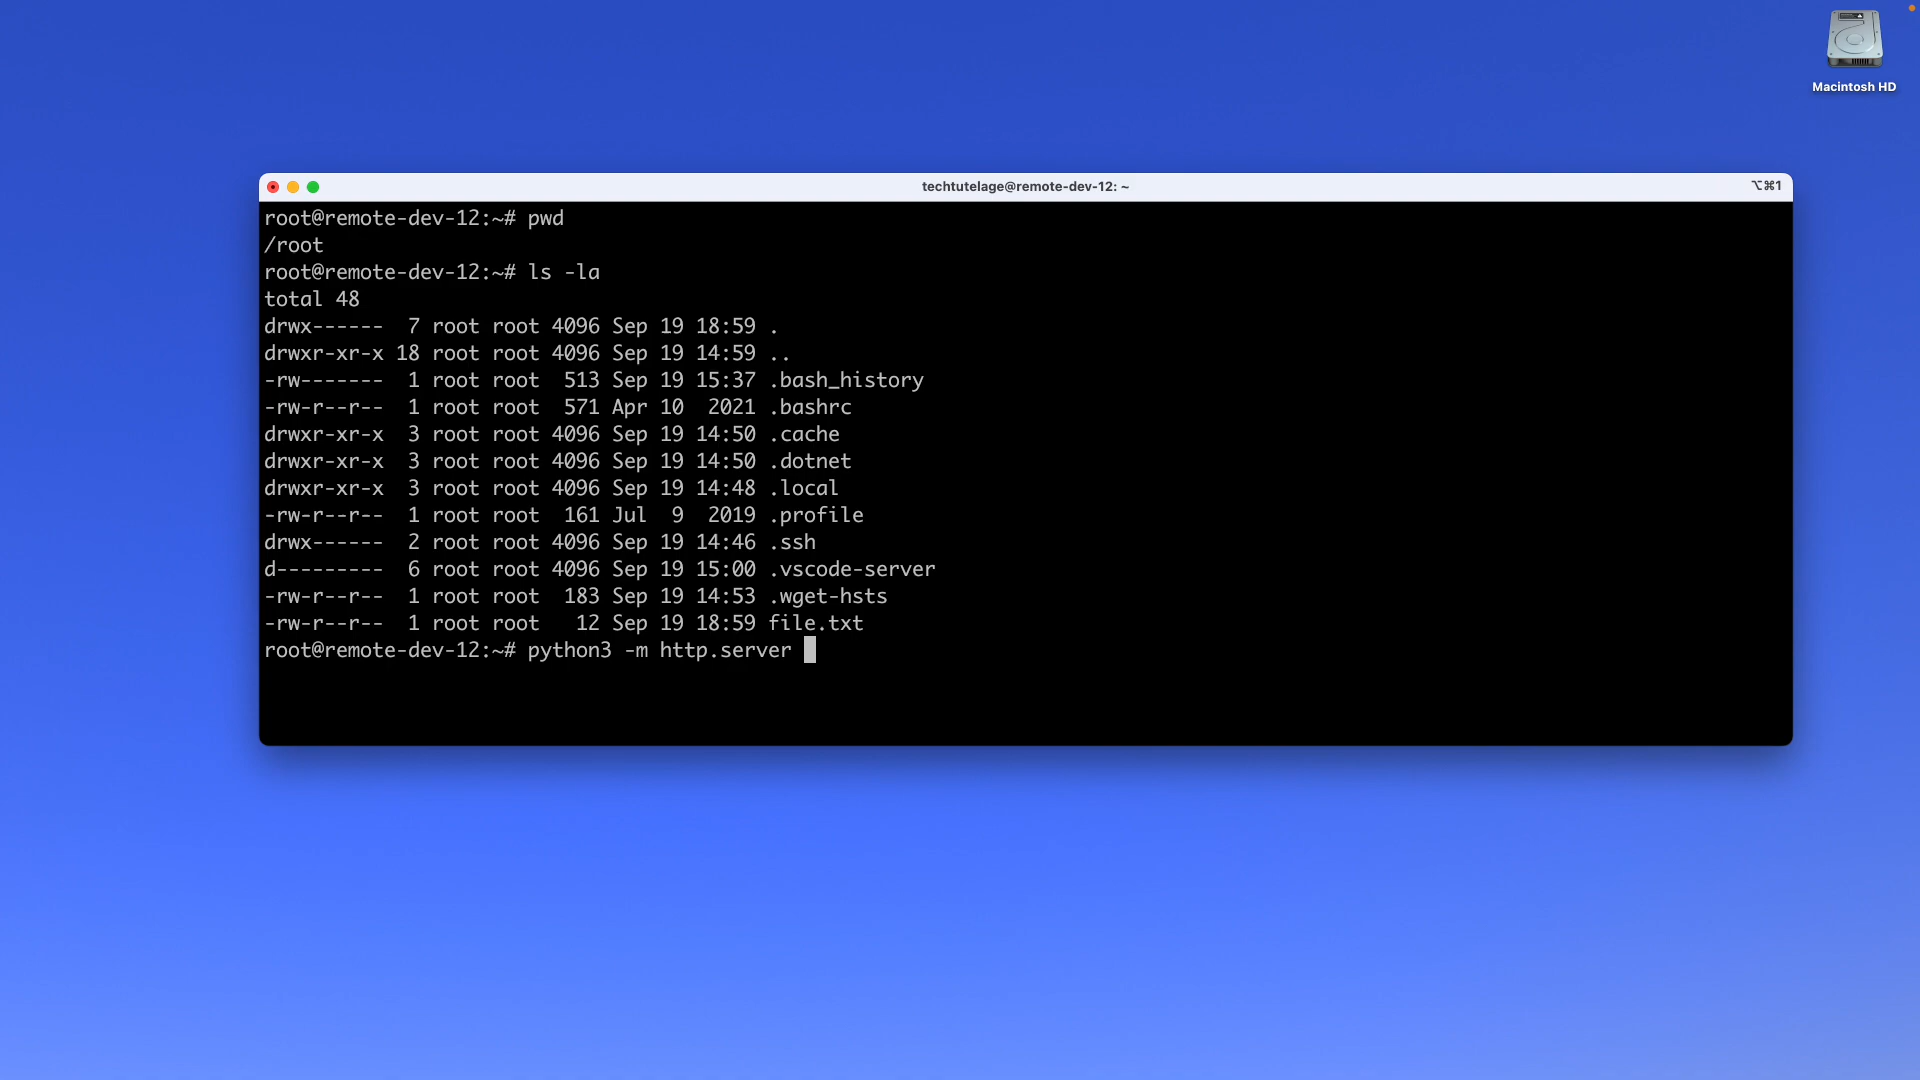 Macintosh HD
techtutelage@remote-dev-12: ~
⌥⌘1
root@remote-dev-12:~# pwd
/root
root@remote-dev-12:~# ls -la
total 48
drwx------  7 root root 4096 Sep 19 18:59 .
drwxr-xr-x 18 root root 4096 Sep 19 14:59 ..
-rw-------  1 root root  513 Sep 19 15:37 .bash_history
-rw-r--r--  1 root root  571 Apr 10  2021 .bashrc
drwxr-xr-x  3 root root 4096 Sep 19 14:50 .cache
drwxr-xr-x  3 root root 4096 Sep 19 14:50 .dotnet
drwxr-xr-x  3 root root 4096 Sep 19 14:48 .local
-rw-r--r--  1 root root  161 Jul  9  2019 .profile
drwx------  2 root root 4096 Sep 19 14:46 .ssh
d---------  6 root root 4096 Sep 19 15:00 .vscode-server
-rw-r--r--  1 root root  183 Sep 19 14:53 .wget-hsts
-rw-r--r--  1 root root   12 Sep 19 18:59 file.txt
root@remote-dev-12:~# python3 -m http.server